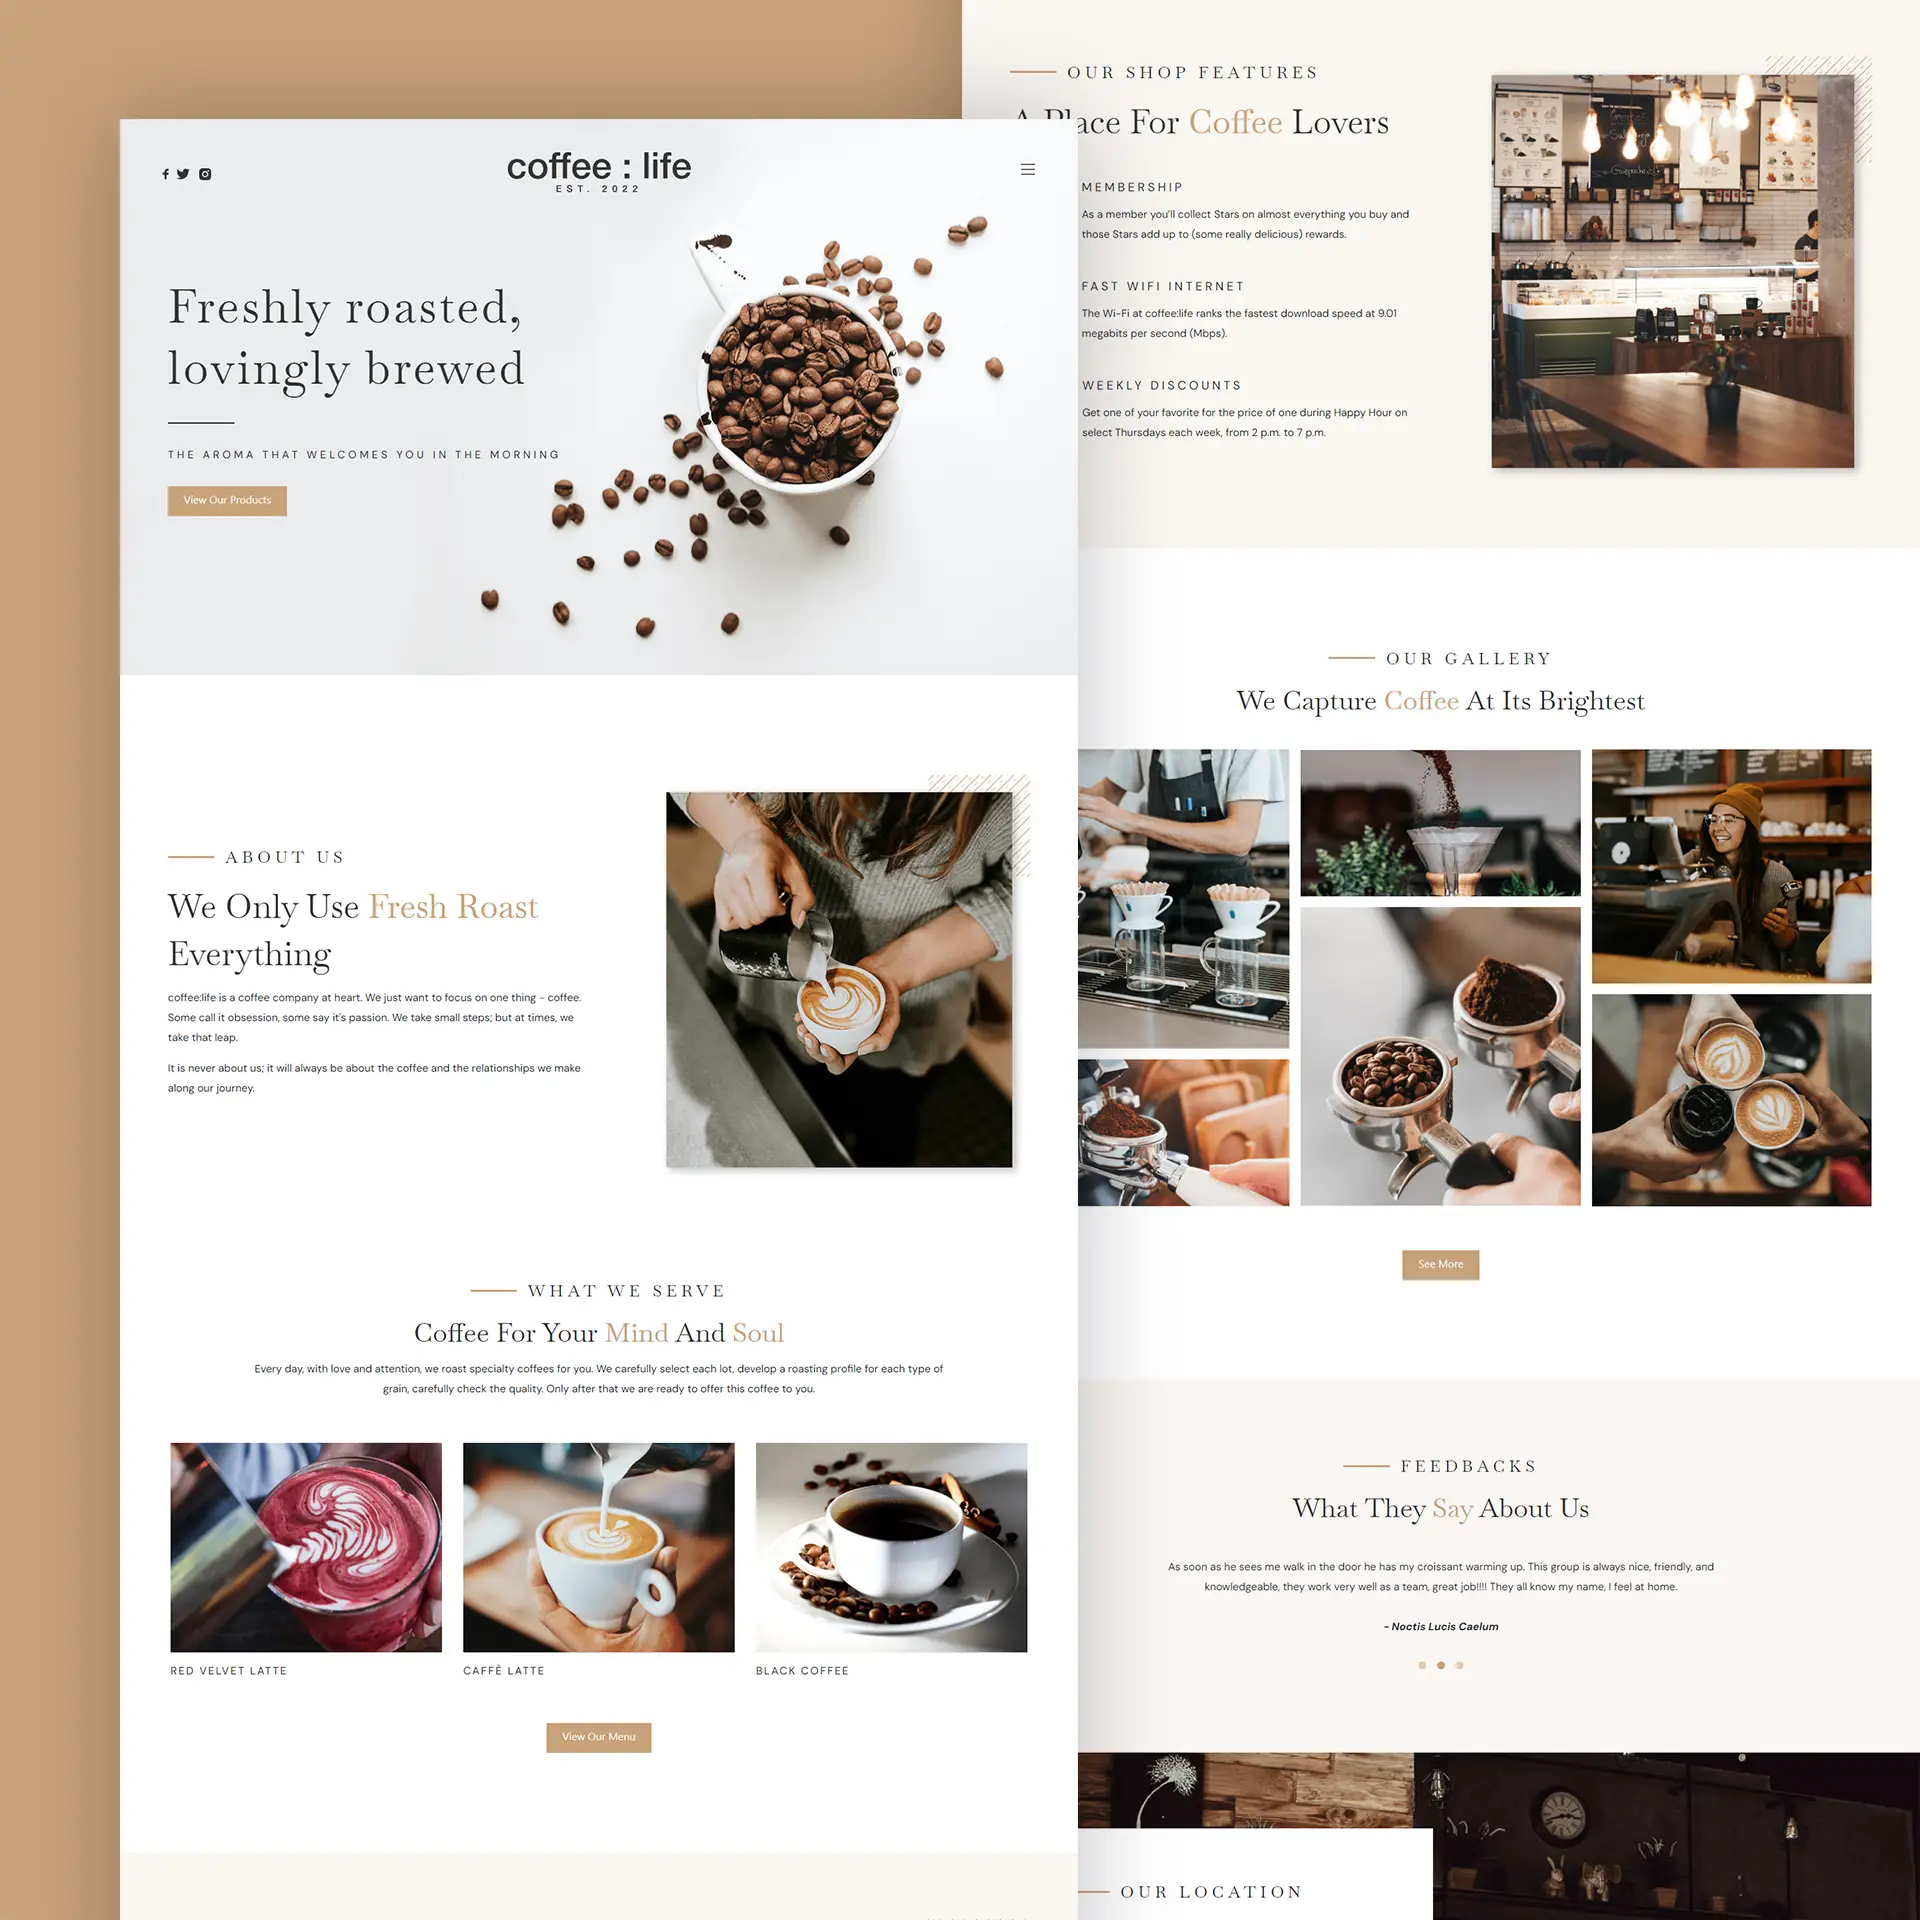 coffee : life
EST. 2022
Freshly roasted,
lovingly brewed
THE AROMA THAT WELCOMES YOU IN THE MORNING
View Our Products
ABOUT US
We Only Use Fresh Roast
Everything
coffee:life is a coffee company at heart. We just want to focus on one thing - coffee.
Some call it obsession, some say it's passion. We take small steps; but at times, we
take that leap.
It is never about us; it will always be about the coffee and the relationships we make
along our journey.
WHAT WE SERVE
Coffee For Your Mind And Soul
Every day, with love and attention, we roast specialty coffees for you. We carefully select each lot, develop a roasting profile for each type of
grain, carefully check the quality. Only after that we are ready to offer this coffee to you.
RED VELVET LATTE
CAFFÈ LATTE
BLACK COFFEE
View Our Menu
OUR SHOP FEATURES
A Place For Coffee Lovers
MEMBERSHIP
As a member you'll collect Stars on almost everything you buy and
those Stars add up to (some really delicious) rewards.
FAST WIFI INTERNET
The Wi-Fi at coffee:life ranks the fastest download speed at 9.01
megabits per second (Mbps).
WEEKLY DISCOUNTS
Get one of your favorite for the price of one during Happy Hour on
select Thursdays each week, from 2 p.m. to 7 p.m.
OUR GALLERY
We Capture Coffee At Its Brightest
See More
FEEDBACKS
What They Say About Us
As soon as he sees me walk in the door he has my croissant warming up. This group is always nice, friendly, and
knowledgeable, they work very well as a team, great job!!!! They all know my name, I feel at home.
- Noctis Lucis Caelum
OUR LOCATION